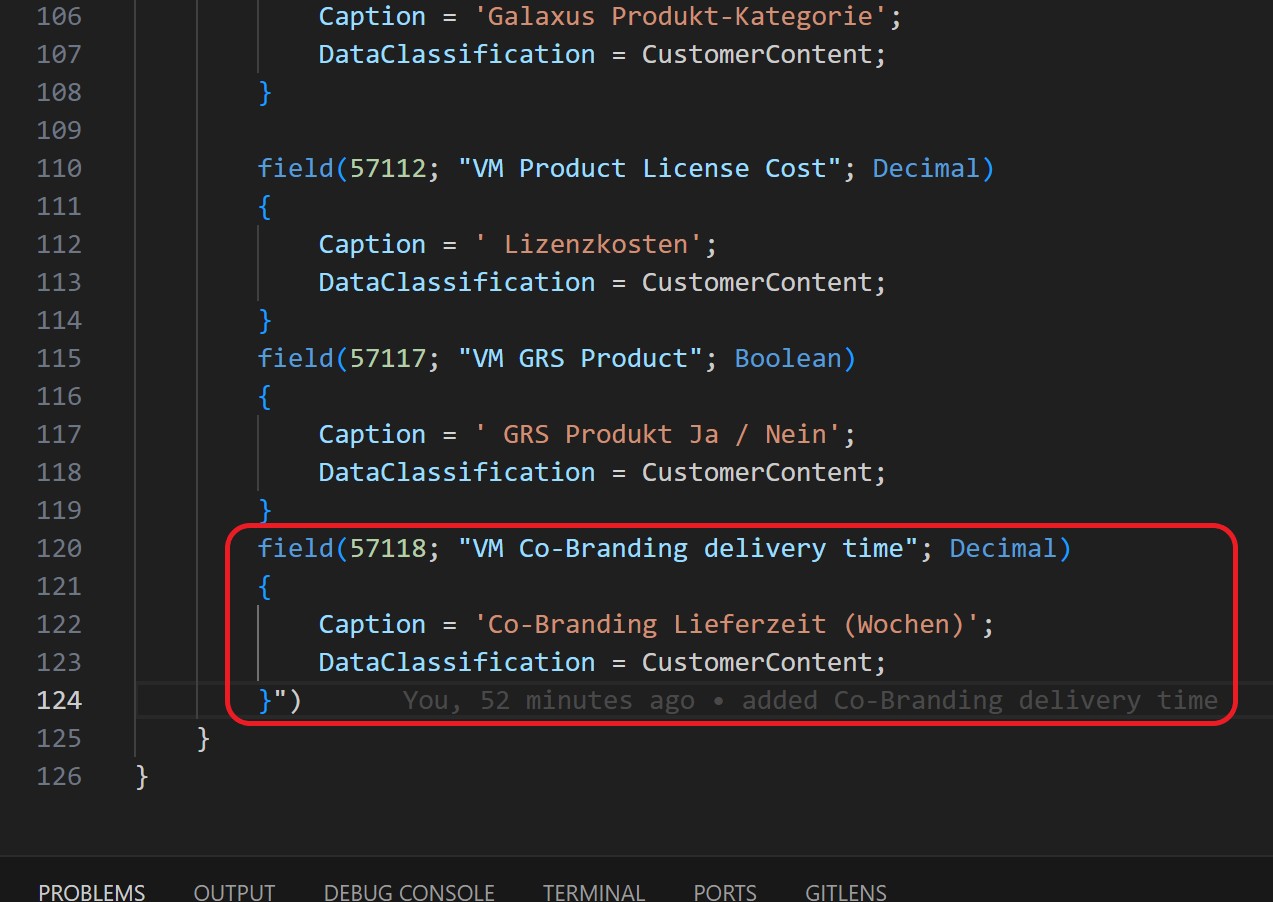 106 Caption = 'Galaxus Produkt-Kategorie';
107 DataClassification = CustomerContent;
108 }
109
110 field(57112; "VM Product License Cost"; Decimal)
111 {
112 Caption = ' Lizenzkosten';
113 DataClassification = CustomerContent;
114 }
115 field(57117; "VM GRS Product"; Boolean)
116 {
117 Caption = ' GRS Produkt Ja / Nein';
118 DataClassification = CustomerContent;
119 }
120 field(57118; "VM Co-Branding delivery time"; Decimal)
121 {
122 Caption = 'Co-Branding Lieferzeit (Wochen)';
123 DataClassification = CustomerContent;
124 }") You, 52 minutes ago • added Co-Branding delivery time
125 }
126 }
PROBLEMS OUTPUT DEBUG CONSOLE TERMINAL PORTS GITLENS